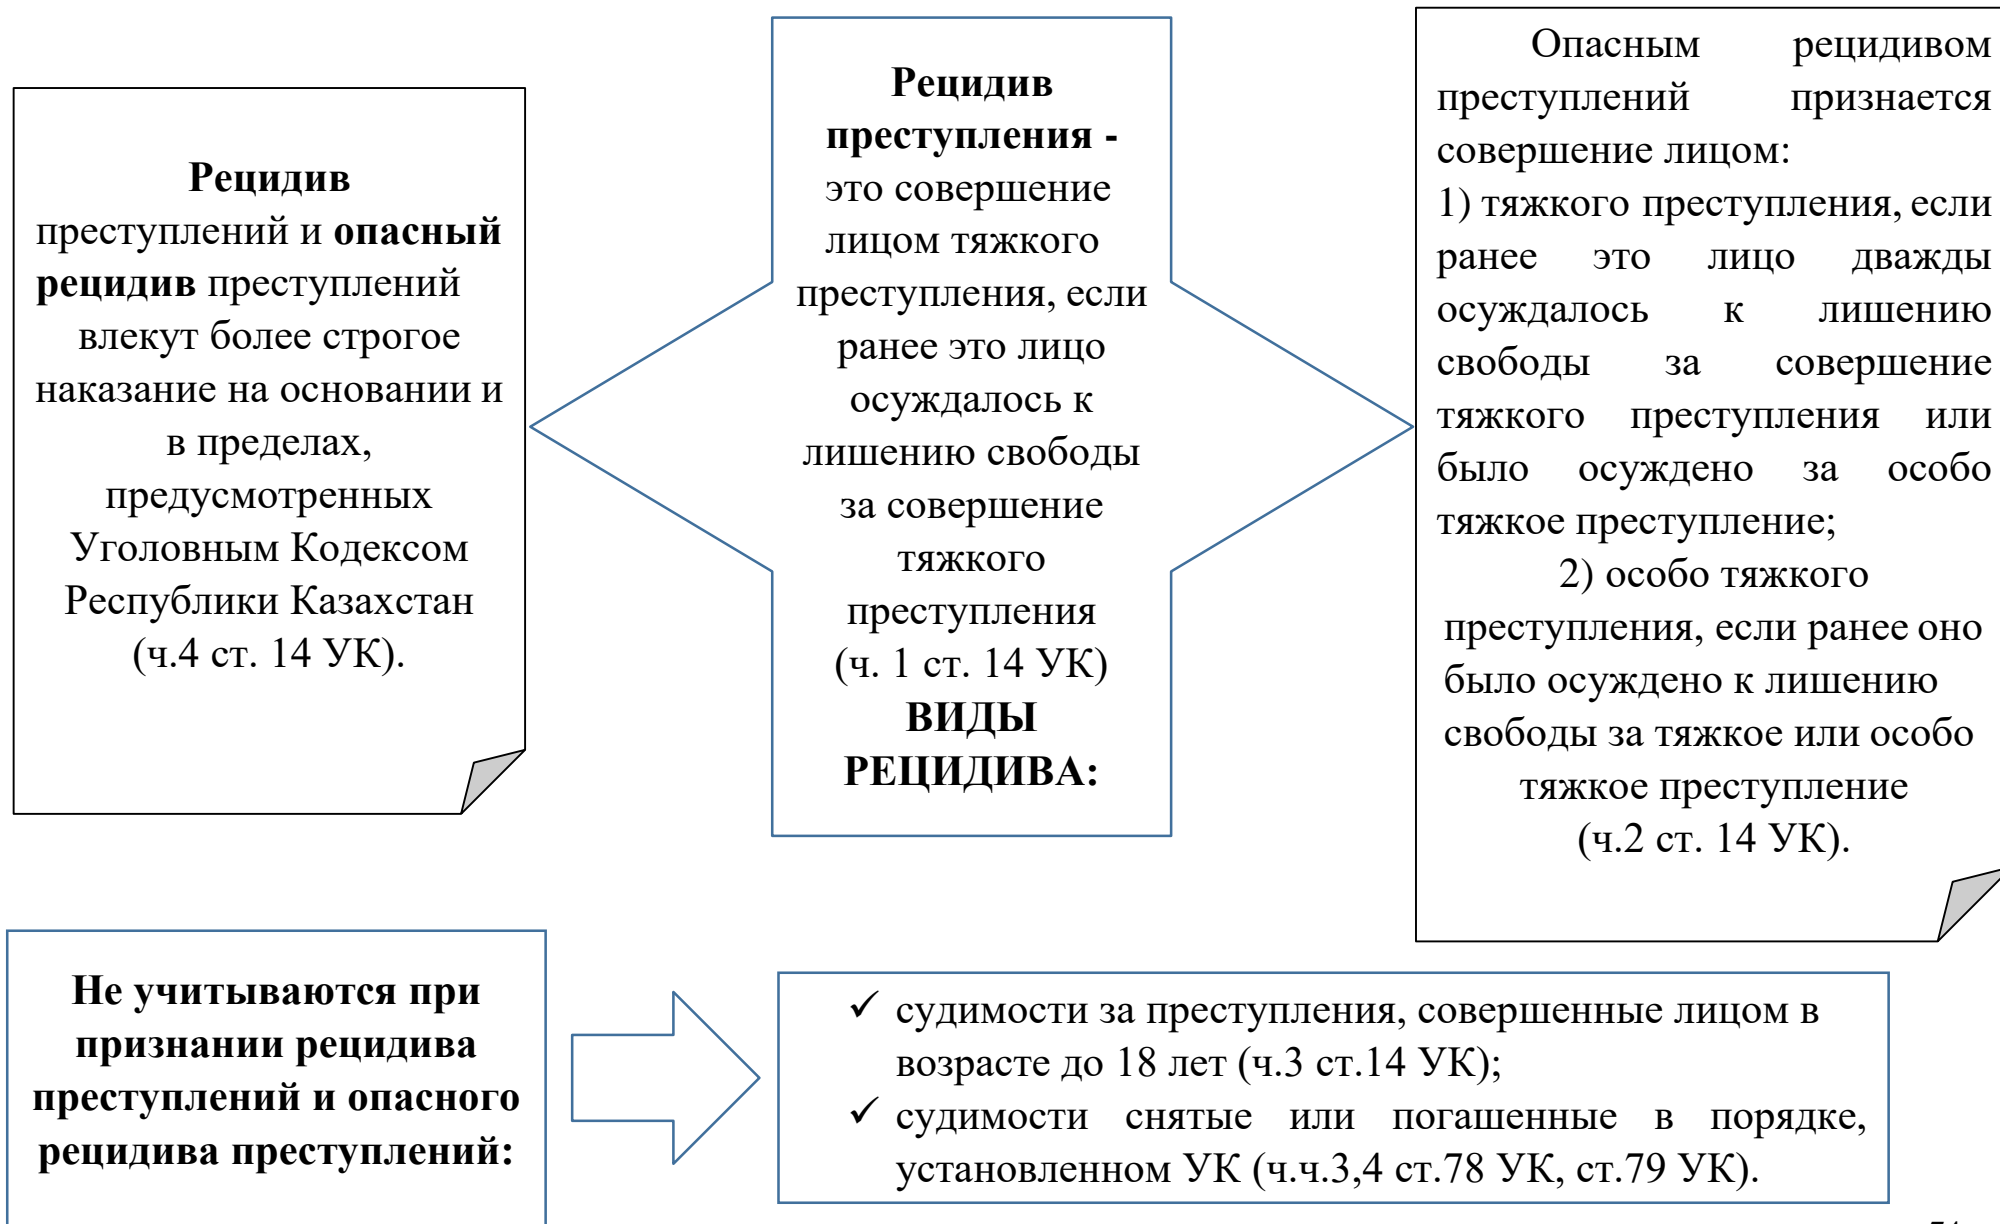 Рецидив
преступлений и опасный
рецидив преступлений
влекут более строгое
наказание на основании и
в пределах,
предусмотренных
Уголовным Кодексом
Республики Казахстан
(ч.4 ст. 14 УК).
Рецидив
преступления -
это совершение
лицом тяжкого
преступления, если
ранее это лицо
осуждалось к
лишению свободы
за совершение
тяжкого
преступления
(ч. 1 ст. 14 УК)
ВИДЫ
РЕЦИДИВА:
Опасным рецидивом
преступлений признается
совершение лицом:
1) тяжкого преступления, если
ранее это лицо дважды
осуждалось к лишению
свободы за совершение
тяжкого преступления или
было осуждено за особо
тяжкое преступление;
2) особо тяжкого
преступления, если ранее оно
было осуждено к лишению
свободы за тяжкое или особо
тяжкое преступление
(ч.2 ст. 14 УК).
Не учитываются при
признании рецидива
преступлений и опасного
рецидива преступлений:
✓ судимости за преступления, совершенные лицом в
возрасте до 18 лет (ч.3 ст.14 УК);
✓ судимости снятые или погашенные в порядке,
установленном УК (ч.ч.3,4 ст.78 УК, ст.79 УК).